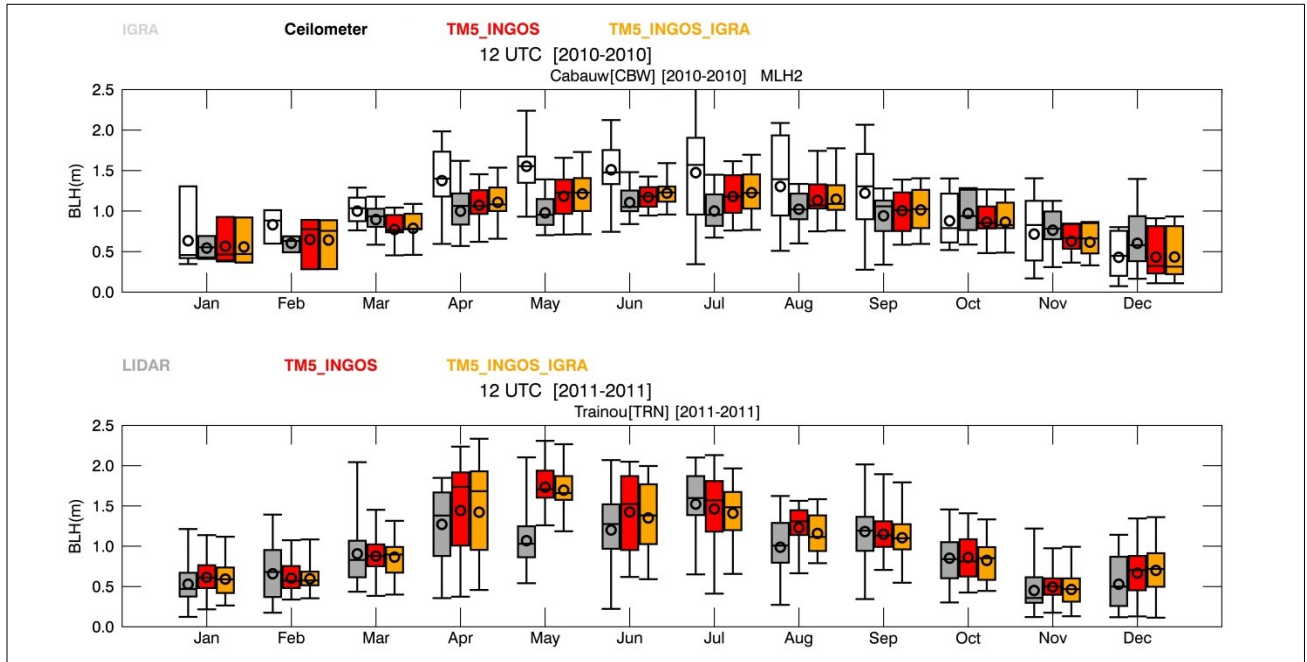 IGRA Ceilometer TM5_INGOS TM5_INGOS_IGRA
12 UTC [2010-2010]
Cabauw[CBW] [2010-2010] MLH2
2.5
2.0
1.5
1.0
0.5
0.0
BLH(m)
Jan Feb Mar Apr May Jun Jul Aug Sep Oct Nov Dec
LIDAR TM5_INGOS TM5_INGOS_IGRA
12 UTC [2011-2011]
Trainou[TRN] [2011-2011]
2.5
2.0
1.5
1.0
0.5
0.0
BLH(m)
Jan Feb Mar Apr May Jun Jul Aug Sep Oct Nov Dec